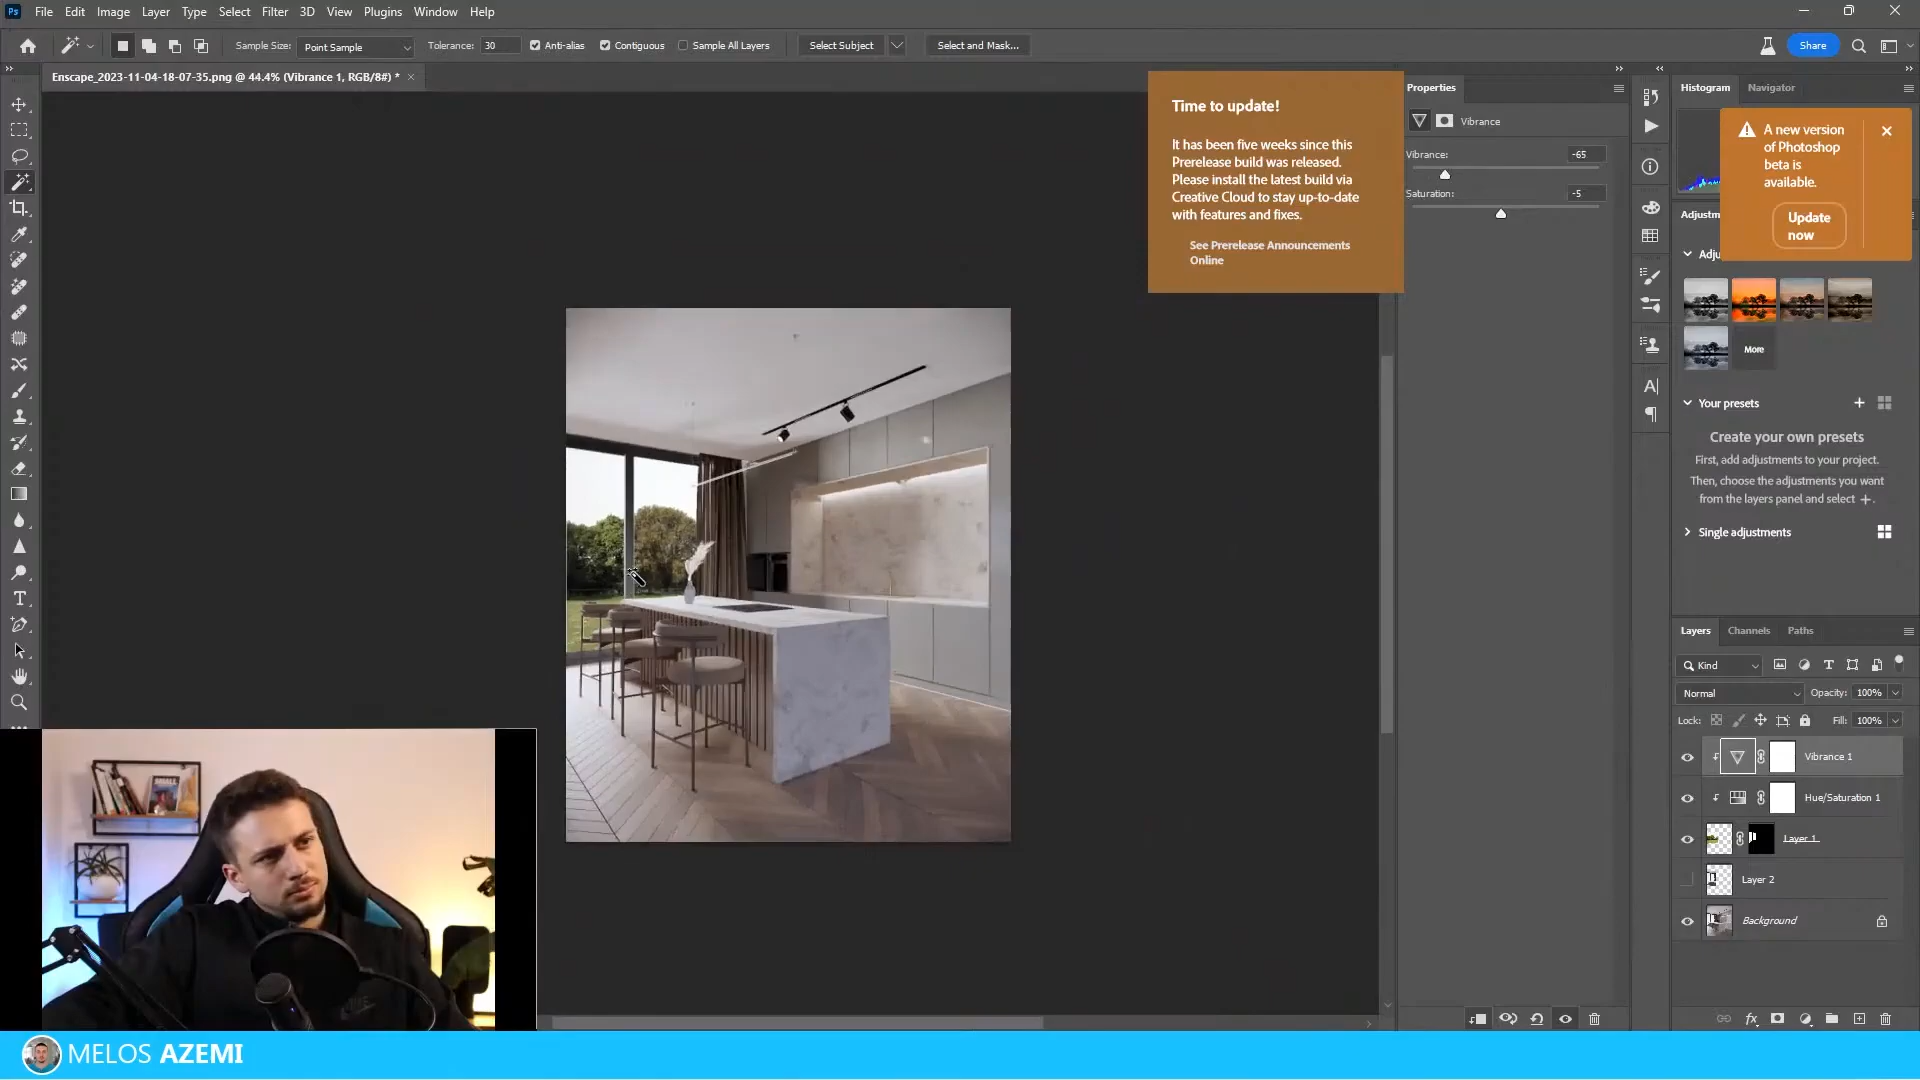 Ps File Edit Image Layer Type Select Filter 3D View Plugins Window Help
Sample Size: Point Sample Tolerance: 30 Anti-alias Contiguous Sample All Layers Select Subject Select and Mask... Share
Enscape_2023-11-04-18-07-35.png @ 44.4% (Vibrance 1, RGB/8#) *
Time to update!
It has been five weeks since this
Prerelease build was released.
Please install the latest build via
Creative Cloud to stay up-to-date
with features and fixes.
See Prerelease Announcements
Online
Properties
Vibrance
Vibrance: -65
Saturation: -5
Histogram Navigator
A new version
of Photoshop
beta is
available.
Update
now
Adjustm
Adju
More
Your presets
Create your own presets
First, add adjustments to your project.
Then, choose the adjustments you want
from the layers panel and select +.
Single adjustments
Layers Channels Paths
Kind
Normal Opacity: 100%
Lock: Fill: 100%
Vibrance 1
Hue/Saturation 1
Layer 1
Layer 2
Background
MELOS AZEMI